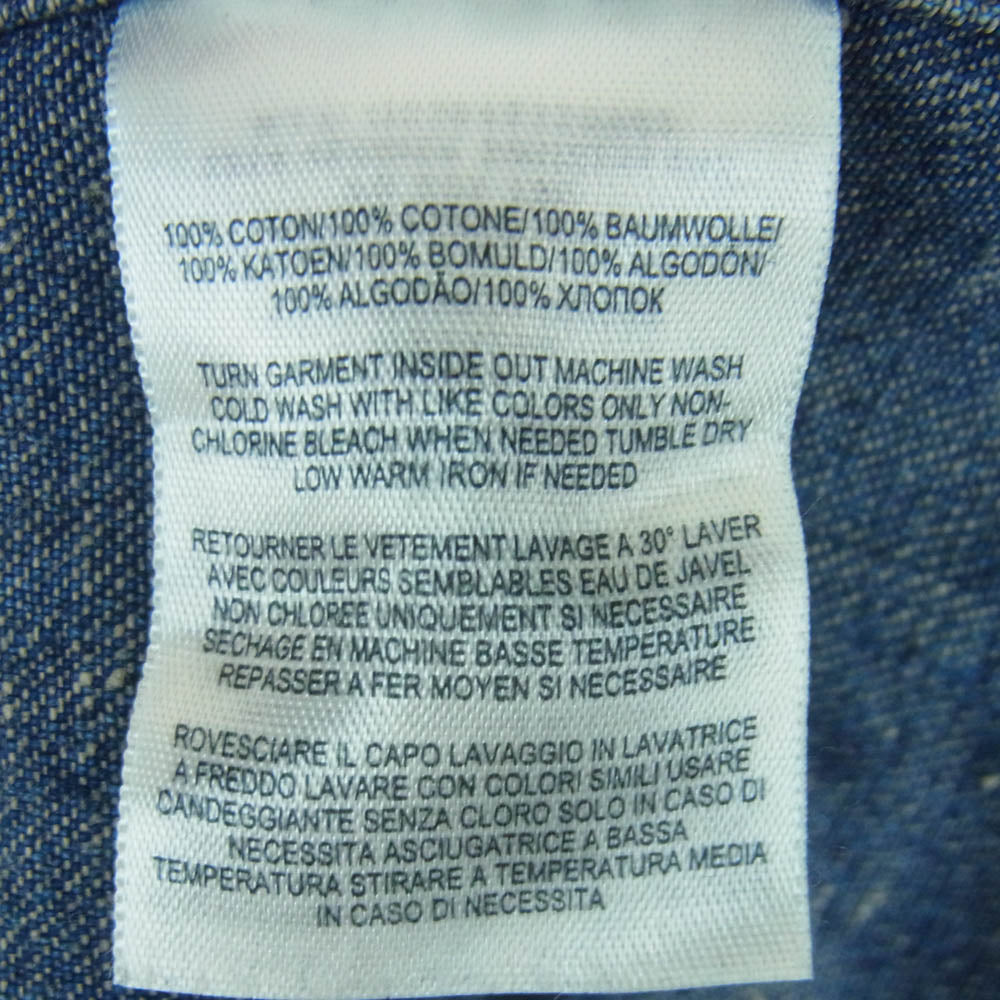 100% COTON/100% COTONE/100% BAUMWOLLE/
100% KATOEN/100% BOMULD/100% ALGODÓN/
100% ALGODÃO/100% ХЛОПОК
TURN GARMENT INSIDE OUT MACHINE WASH
COLD WASH WITH LIKE COLORS ONLY NON-
CHLORINE BLEACH WHEN NEEDED TUMBLE DRY
LOW WARM IRON IF NEEDED
RETOURNER LE VETEMENT LAVAGE A 30° LAVER
AVEC COULEURS SEMBLABLES EAU DE JAVEL
NON CHLOREE UNIQUEMENT SI NECESSAIRE
SECHAGE EN MACHINE BASSE TEMPERATURE
REPASSER A FER MOYEN SI NECESSAIRE
ROVESCIARE IL CAPO LAVAGGIO IN LAVATRICE
A FREDDO LAVARE CON COLORI SIMILI USARE
CANDEGGIANTE SENZA CLORO SOLO IN CASO DI
NECESSITA ASCIUGATRICE A BASSA
TEMPERATURA STIRARE A TEMPERATURA MEDIA
IN CASO DI NECESSITA